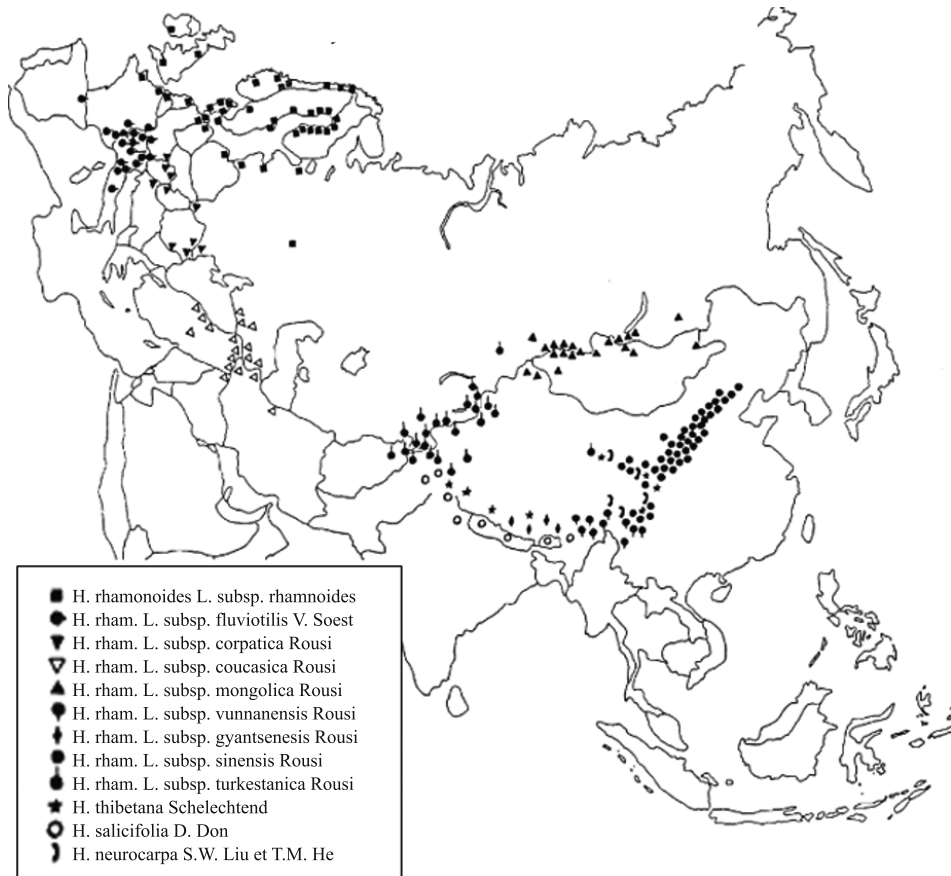 H. rhamonoides L. subsp. rhamnoides
H. rham. L. subsp. fluviotilis V. Soest
H. rham. L. subsp. corpatica Rousi
H. rham. L. subsp. coucasica Rousi
H. rham. L. subsp. mongolica Rousi
H. rham. L. subsp. vunnanensis Rousi
H. rham. L. subsp. gyantsenesis Rousi
H. rham. L. subsp. sinensis Rousi
H. rham. L. subsp. turkestanica Rousi
H. thibetana Schelechtend
H. salicifolia D. Don
H. neurocarpa S.W. Liu et T.M. He